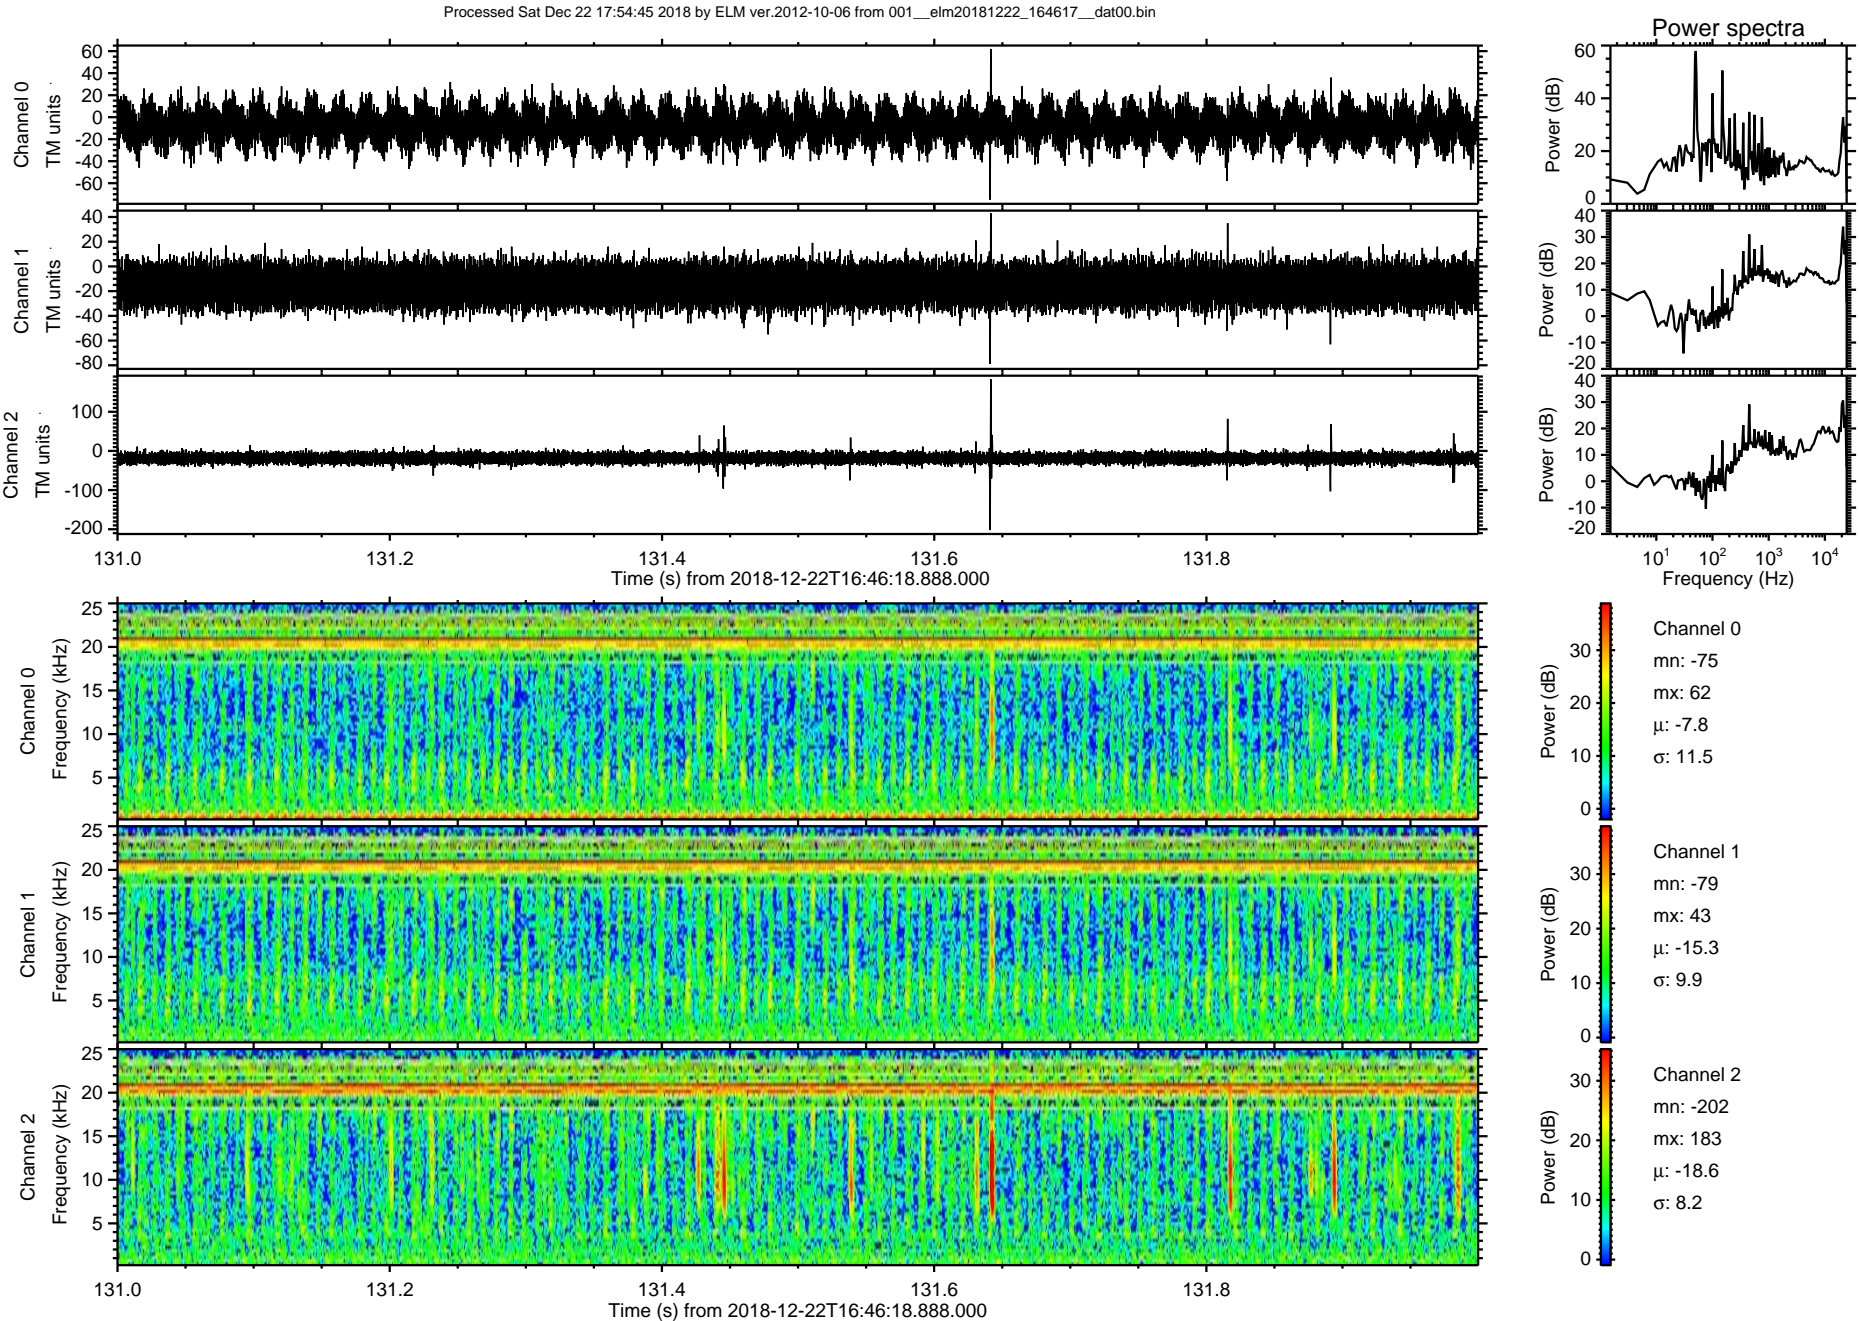 Processed Sat Dec 22 17:54:45 2018 by ELM ver.2012-10-06 from 001__elm20181222_164617__dat00.bin
Power spectra
Channel 0
TM units
60
40
20
0
-20
-40
-60
Power (dB)
60
40
20
0
Channel 1
TM units
40
20
0
-20
-40
-60
-80
Power (dB)
40
30
20
10
0
-10
-20
Channel 2
TM units
100
0
-100
-200
Power (dB)
40
30
20
10
0
-10
-20
131.0 131.2 131.4 131.6 131.8
Time (s) from 2018-12-22T16:46:18.888.000
10^1 10^2 10^3 10^4
Frequency (Hz)
Channel 0
Frequency (kHz)
25
20
15
10
5
Power (dB)
30
20
10
0
Channel 0
mn: -75
mx: 62
μ: -7.8
σ: 11.5
Channel 1
Frequency (kHz)
25
20
15
10
5
Power (dB)
30
20
10
0
Channel 1
mn: -79
mx: 43
μ: -15.3
σ: 9.9
Channel 2
Frequency (kHz)
25
20
15
10
5
Power (dB)
30
20
10
0
Channel 2
mn: -202
mx: 183
μ: -18.6
σ: 8.2
131.0 131.2 131.4 131.6 131.8
Time (s) from 2018-12-22T16:46:18.888.000